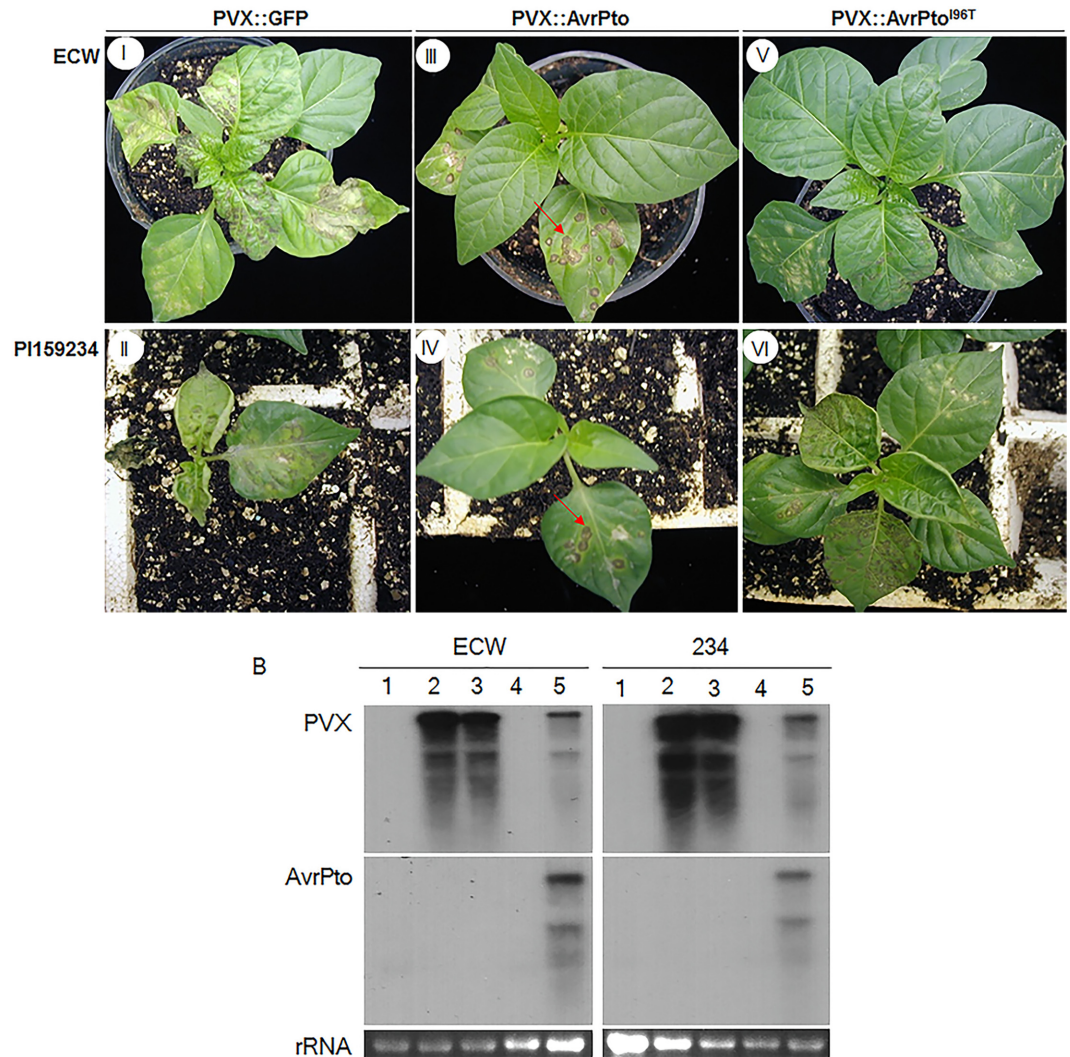 PVX::GFP PVX::AvrPto PVX::AvrPto^I96T
ECW I III V
PI159234 II IV VI
B ECW 234
1 2 3 4 5 1 2 3 4 5
PVX
AvrPto
rRNA